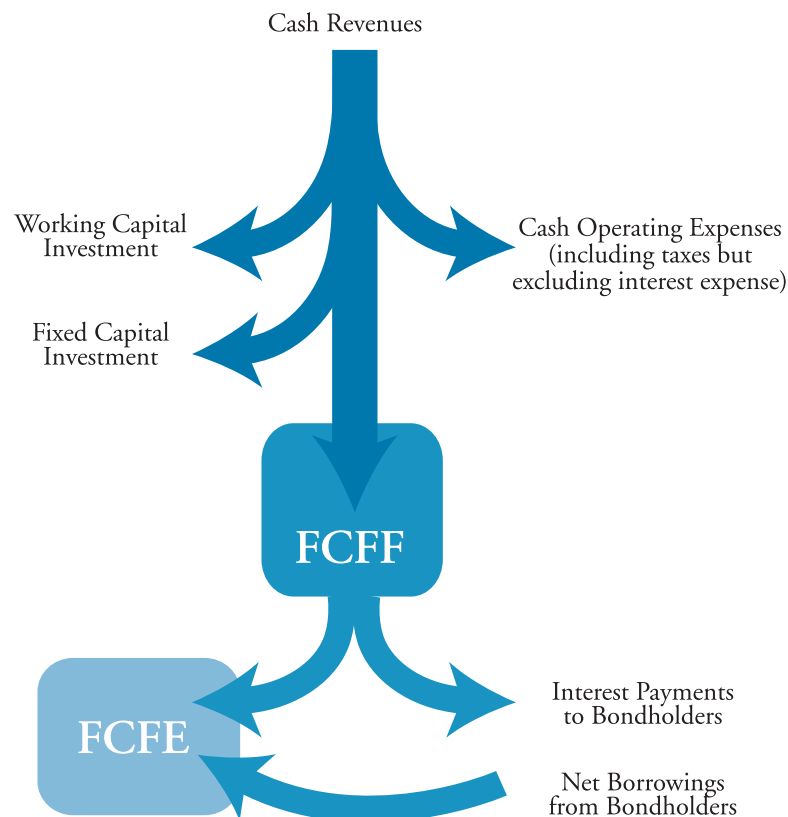 Cash Revenues
Working Capital
Investment
Cash Operating Expenses
(including taxes but
excluding interest expense)
Fixed Capital
Investment
FCFF
Interest Payments
to Bondholders
FCFE
Net Borrowings
from Bondholders